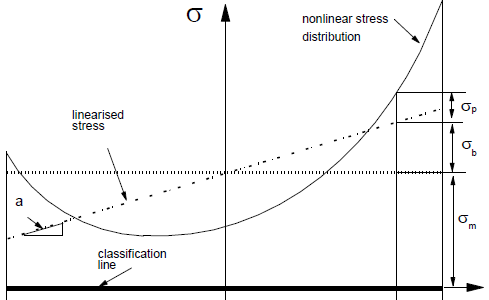 σ
nonlinear stress
distribution
linearised
stress
σp
σb
a
σm
classification
line